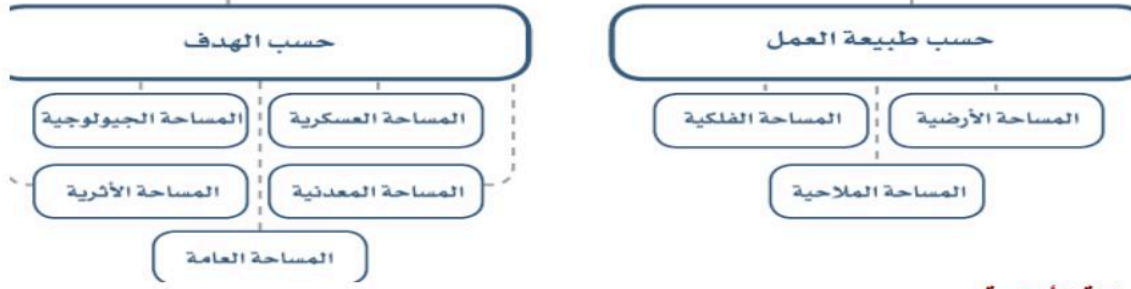 حسب طبيعة العمل
المساحة الأرضية
المساحة الفلكية
المساحة الملاحية
حسب الهدف
المساحة العسكرية
المساحة الجيولوجية
المساحة المعدنية
المساحة الأثرية
المساحة العامة